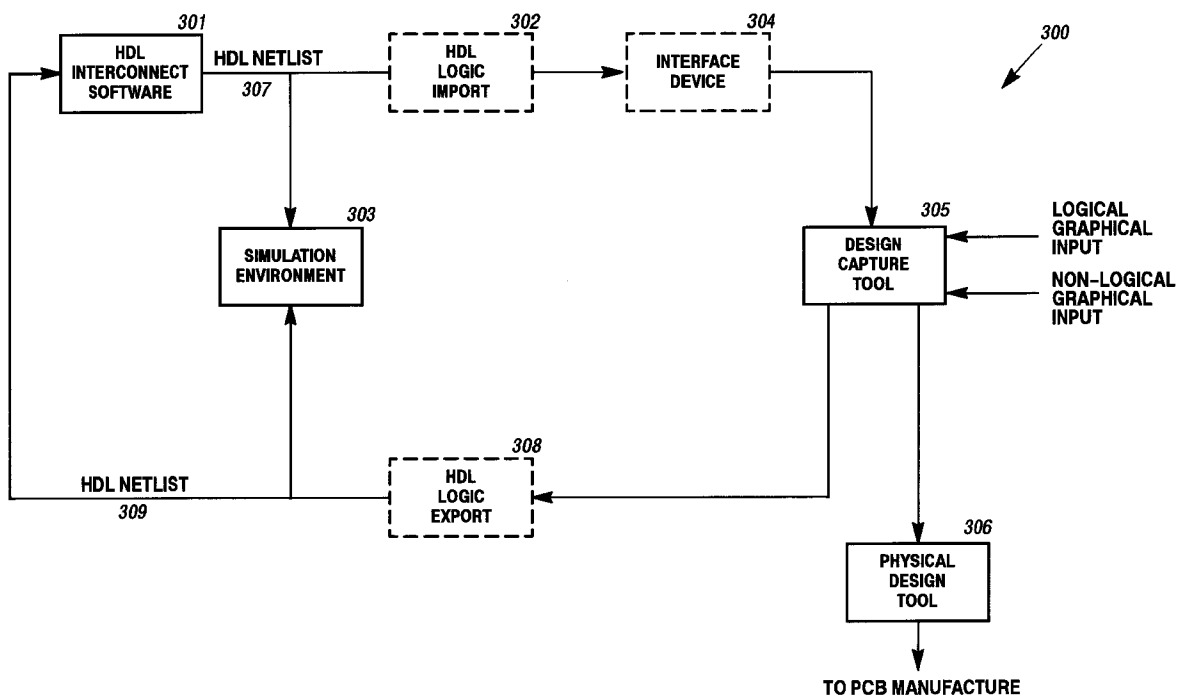 301
HDL
INTERCONNECT
SOFTWARE
HDL NETLIST
307
302
HDL
LOGIC
IMPORT
304
INTERFACE
DEVICE
300
303
SIMULATION
ENVIRONMENT
305
DESIGN
CAPTURE
TOOL
LOGICAL
GRAPHICAL
INPUT
NON-LOGICAL
GRAPHICAL
INPUT
HDL NETLIST
309
308
HDL
LOGIC
EXPORT
306
PHYSICAL
DESIGN
TOOL
TO PCB MANUFACTURE